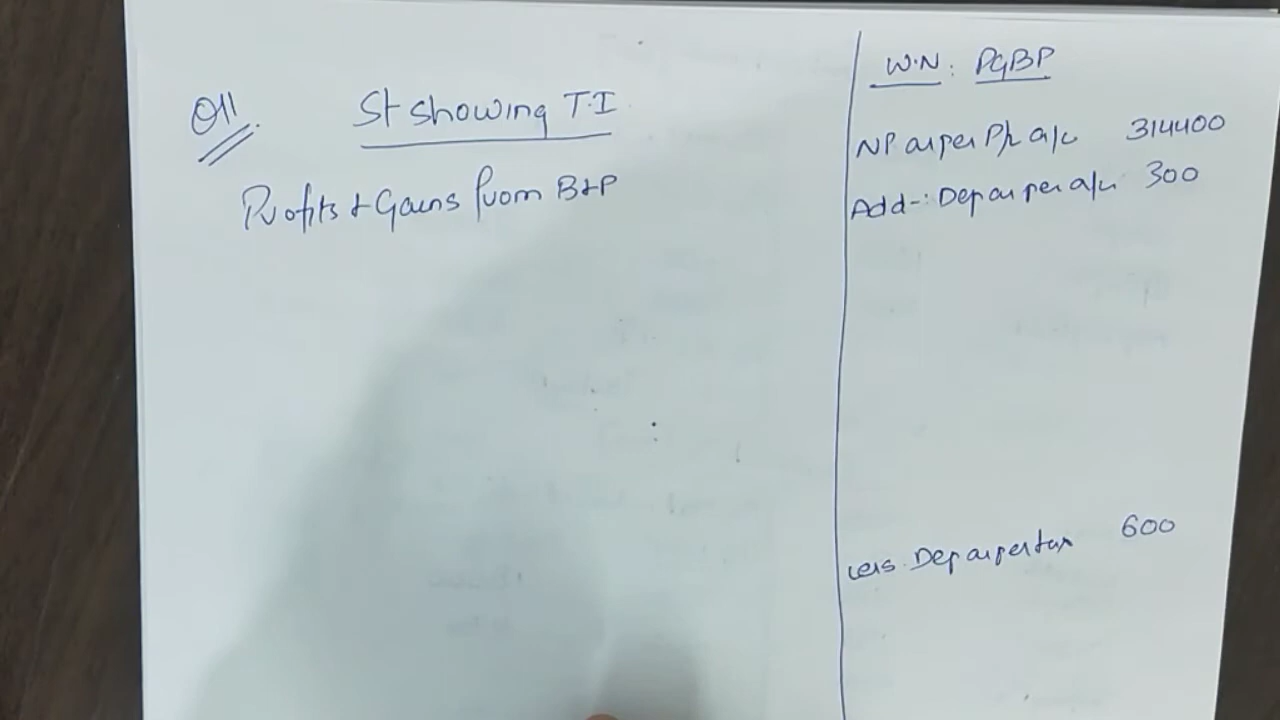 Q11. St showing T.I
Profits & Gains from B&P
W.N: PGBP
NP as per P/L a/c 314400
Add-: Dep as per a/c 300
Less. Dep as per tax 600